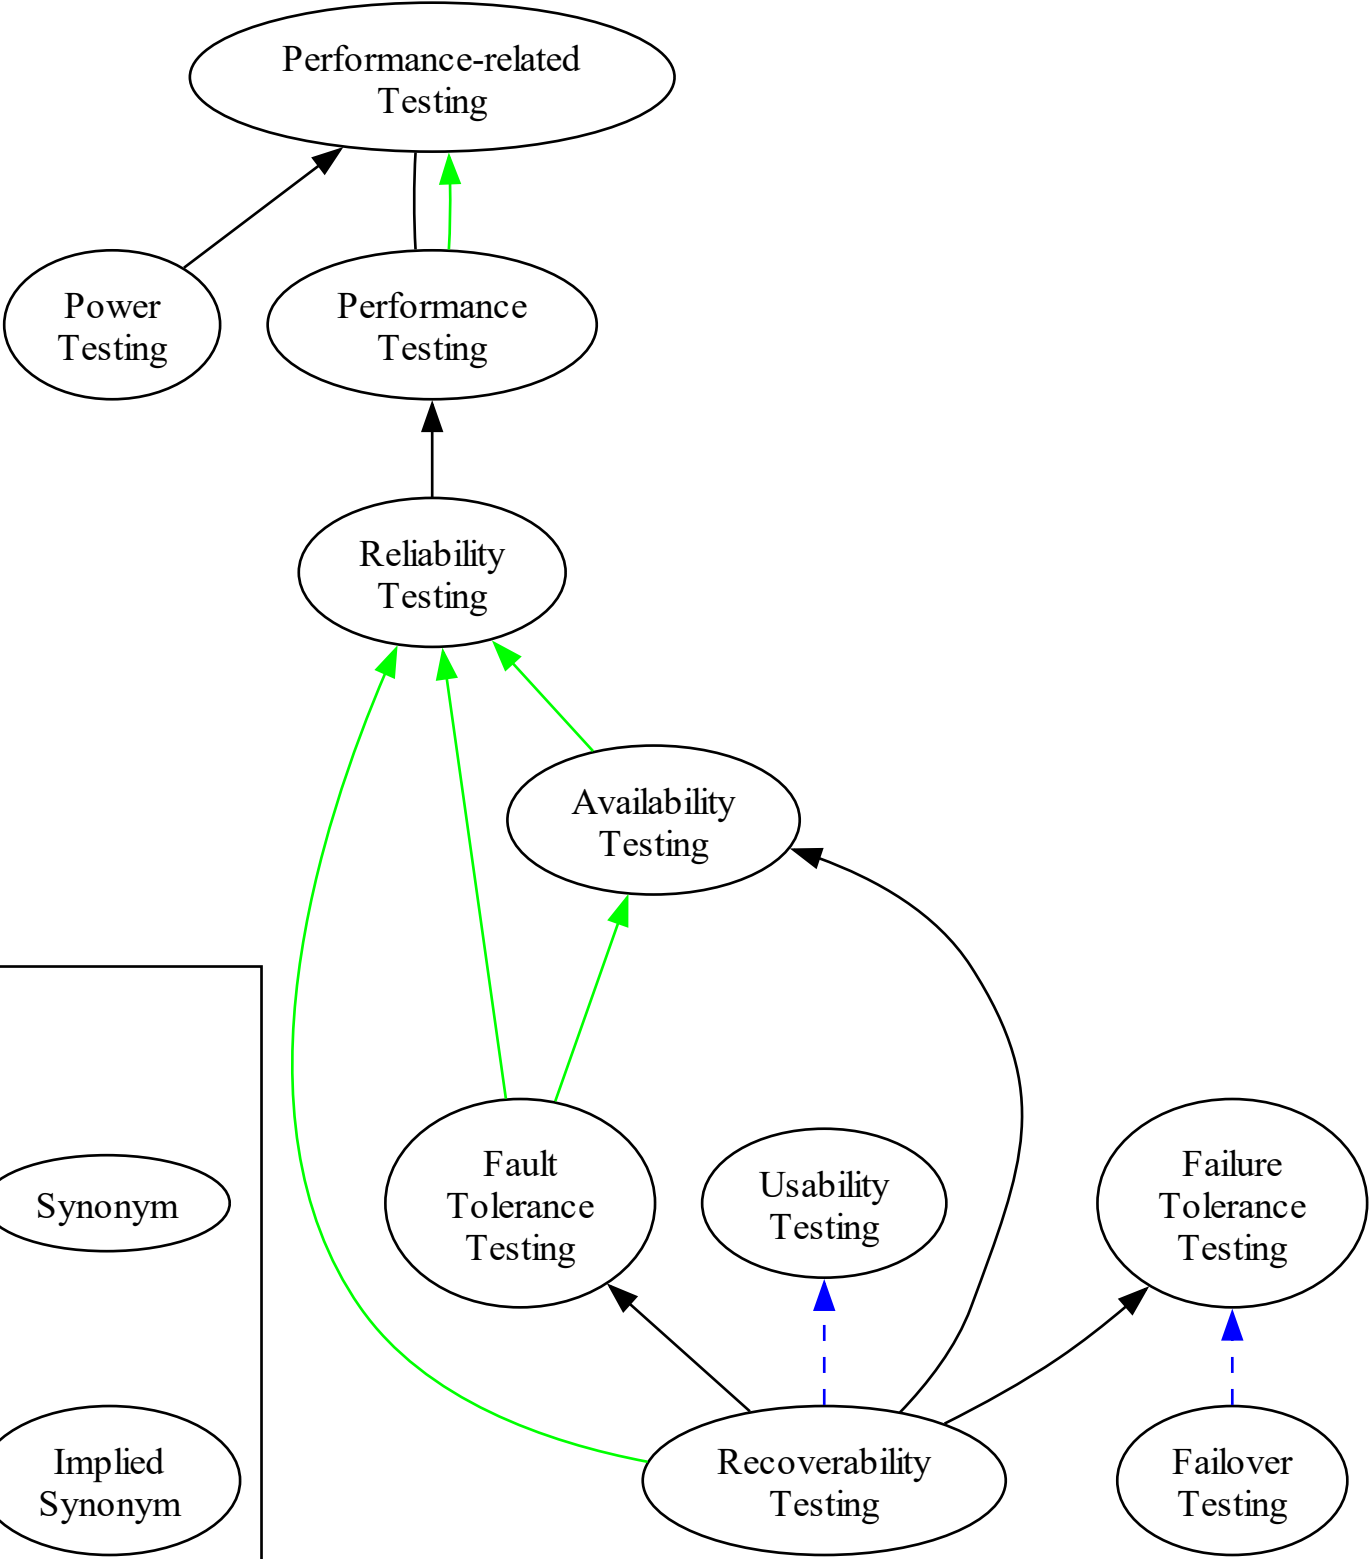 Performance-related
Testing
Power
Testing
Performance
Testing
Reliability
Testing
Availability
Testing
Fault
Tolerance
Testing
Usability
Testing
Failure
Tolerance
Testing
Synonym
Implied
Synonym
Recoverability
Testing
Failover
Testing